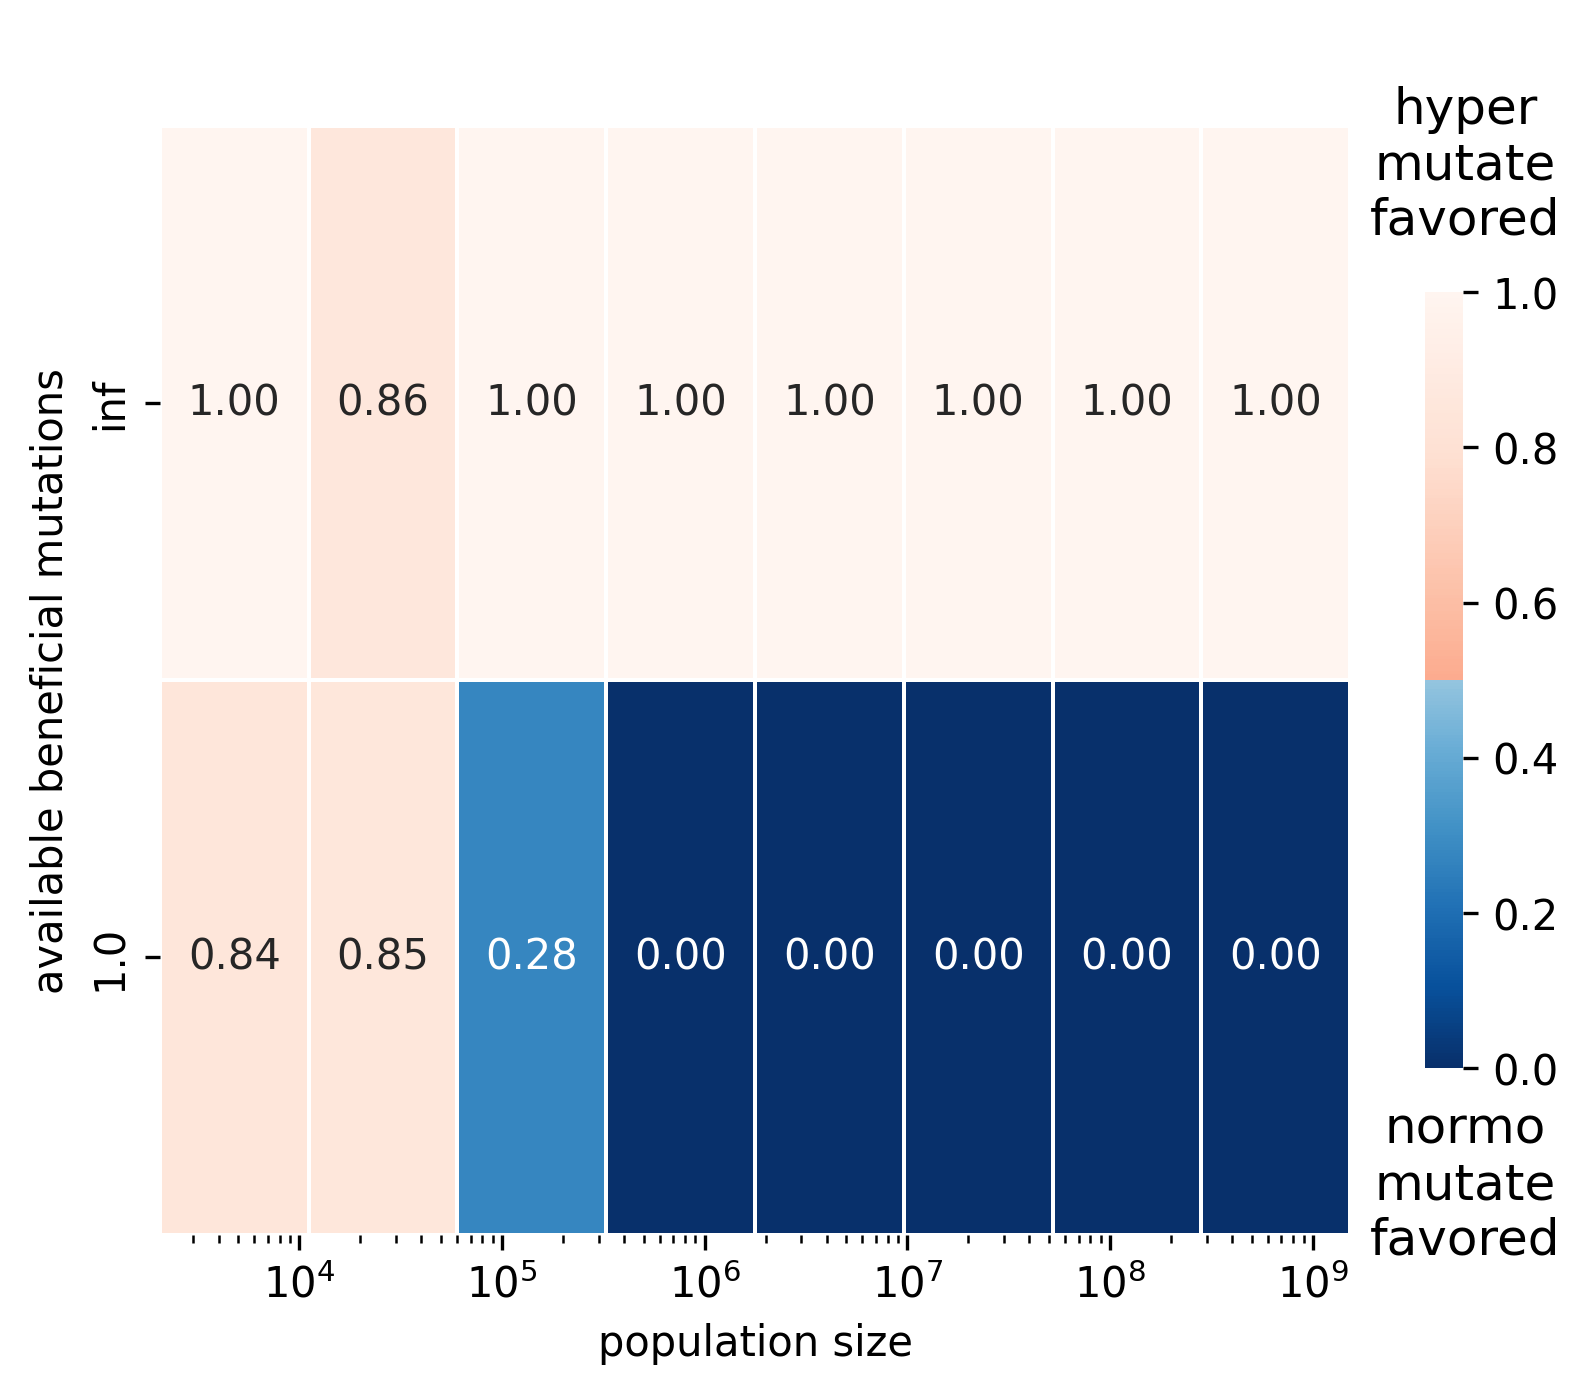 hyper
mutate
favored
available beneficial mutations
inf
1.00 0.86 1.00 1.00 1.00 1.00 1.00 1.00
1.0
0.84 0.85 0.28 0.00 0.00 0.00 0.00 0.00
10⁴ 10⁵ 10⁶ 10⁷ 10⁸ 10⁹
population size
1.0
0.8
0.6
0.4
0.2
0.0
normo
mutate
favored